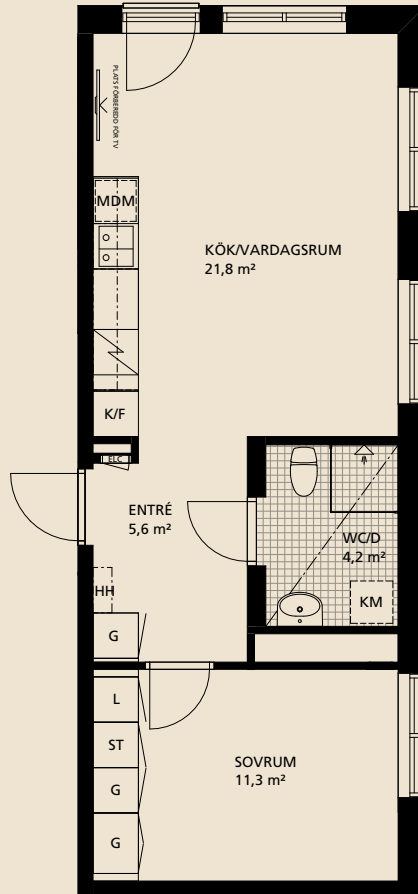 PLATS FÖRBEREDD FÖR TV
MDM
KÖK/VARDAGSRUM
21,8 m²
K/F
ELC
ENTRÉ
5,6 m²
WC/D
4,2 m²
HH
KM
G
L
ST
SOVRUM
11,3 m²
G
G